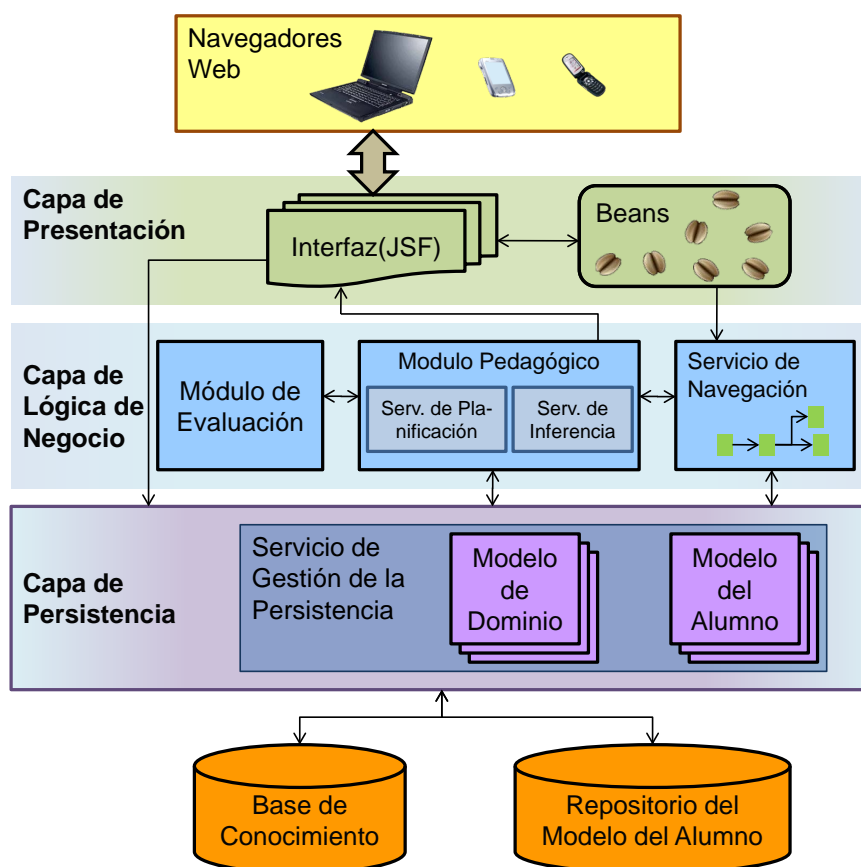 Navegadores
Web
Capa de
Presentación
Interfaz(JSF)
Beans
Capa de
Lógica de
Negocio
Módulo de
Evaluación
Modulo Pedagógico
Serv. de Pla-
nificación
Serv. de
Inferencia
Servicio de
Navegación
Capa de
Persistencia
Servicio de
Gestión de la
Persistencia
Modelo
de
Dominio
Modelo
del
Alumno
Base de
Conocimiento
Repositorio del
Modelo del Alumno